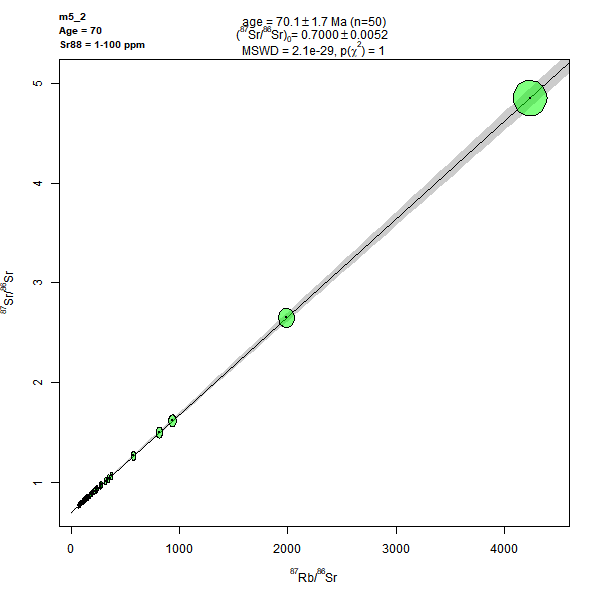 m5_2
Age = 70
Sr88 = 1-100 ppm
age = 70.1 ± 1.7 Ma (n=50)
(⁸⁷Sr/⁸⁶Sr)₀= 0.7000 ± 0.0052
MSWD = 2.1e-29, p(χ²) = 1
5
4
3
2
1
⁸⁷Sr/⁸⁶Sr
0 1000 2000 3000 4000
⁸⁷Rb/⁸⁶Sr